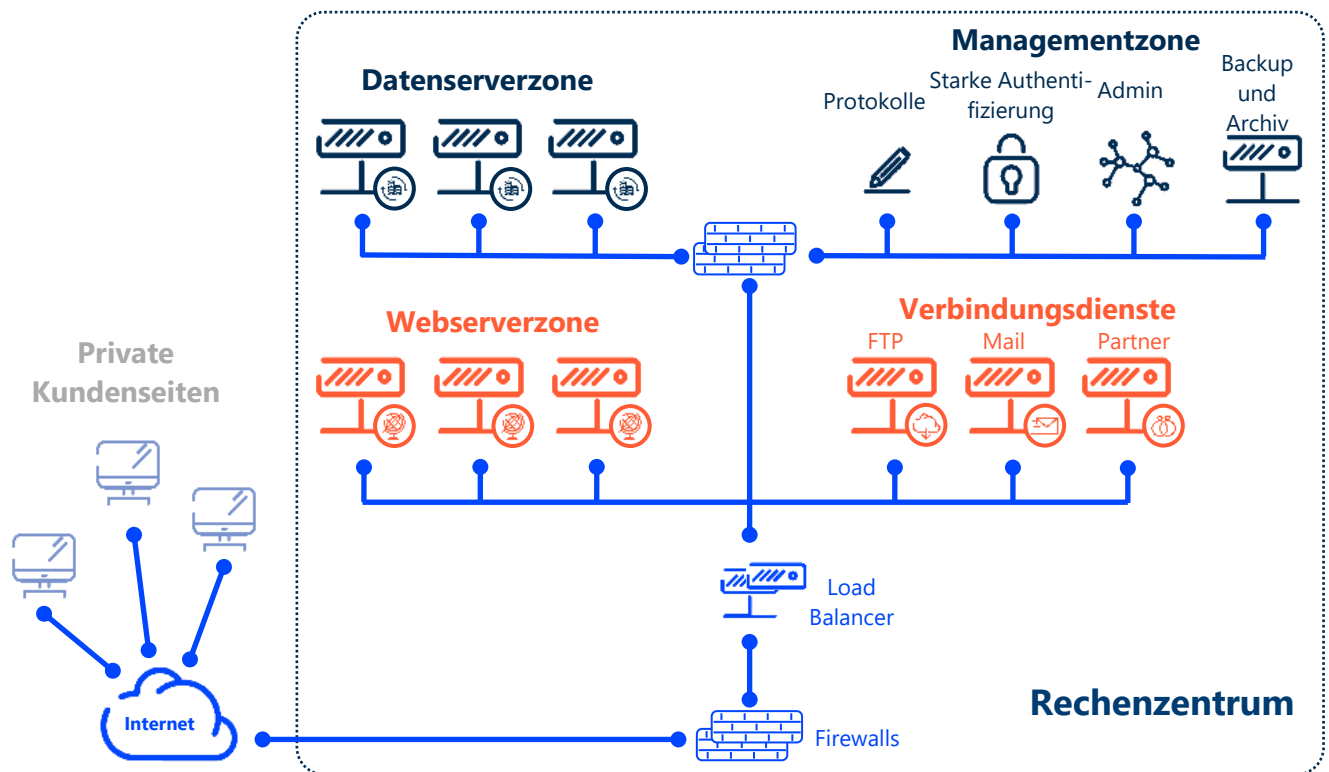 Managementzone
Datenserverzone
Protokolle
Starke Authenti-
fizierung
Admin
Backup
und
Archiv
Webserverzone
Verbindungsdienste
FTP
Mail
Partner
Private
Kundenseiten
Load
Balancer
Internet
Firewalls
Rechenzentrum